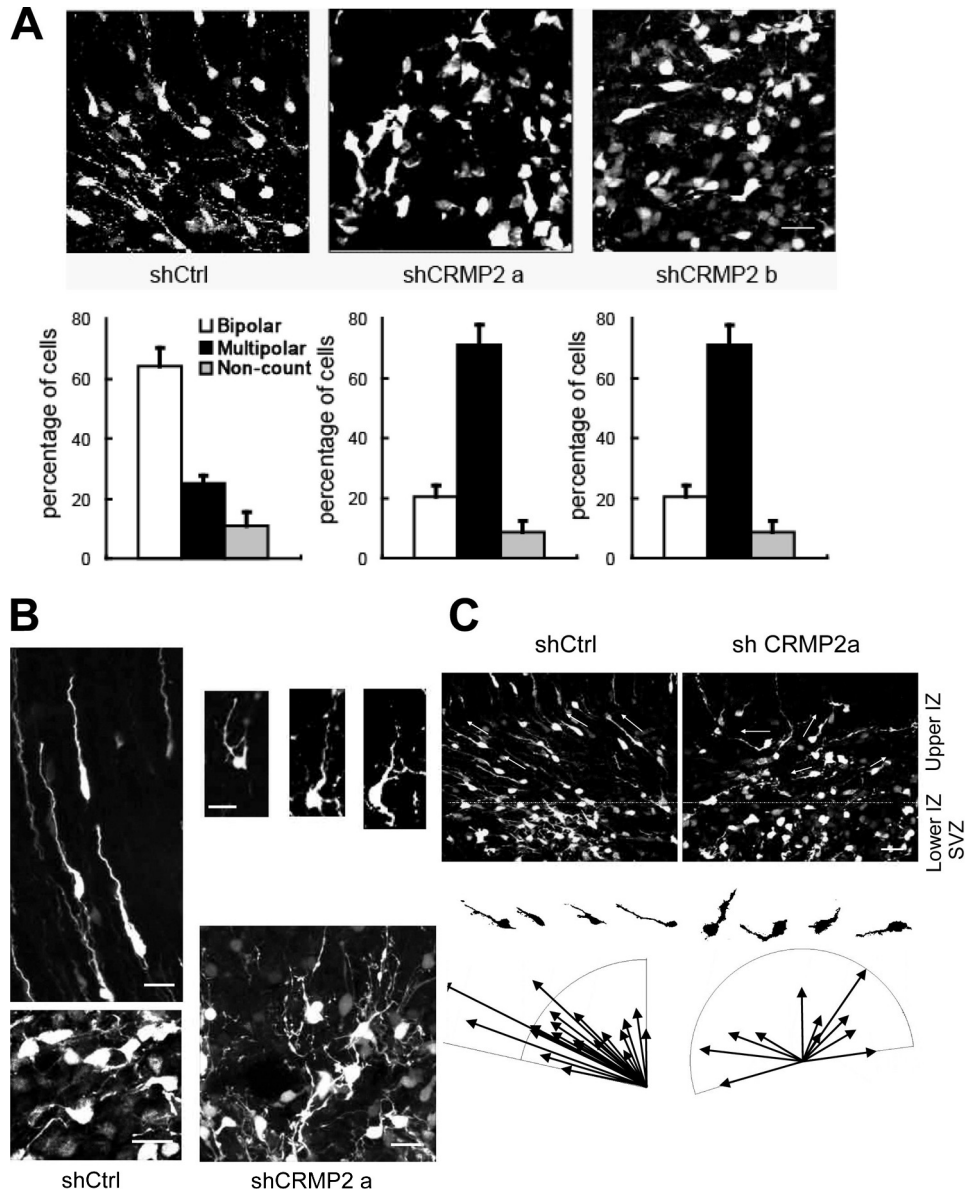 A
shCtrl
shCRMP2 a
shCRMP2 b
percentage of cells
80
60
40
20
0
Bipolar
Multipolar
Non-count
percentage of cells
80
60
40
20
0
percentage of cells
80
60
40
20
0
B
shCtrl
shCRMP2 a
C
shCtrl
sh CRMP2a
Upper IZ
Lower IZ
SVZ